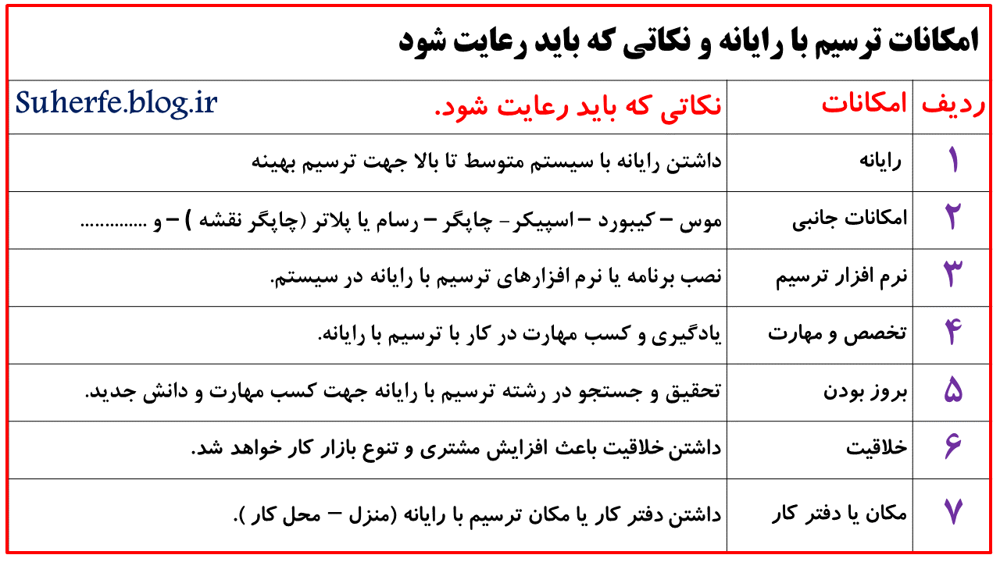 امکانات ترسیم با رایانه و نکاتی که باید رعایت شود
ردیف امکانات نکاتی که باید رعایت شود. Suherfe.blog.ir
۱ رایانه داشتن رایانه با سیستم متوسط تا بالا جهت ترسیم بهینه
۲ امکانات جانبی موس – کیبورد – اسپیکر – چاپگر – رسام یا پلاتر (چاپگر نقشه ) – و ..............
۳ نرم افزار ترسیم نصب برنامه یا نرم افزارهای ترسیم با رایانه در سیستم.
۴ تخصص و مهارت یادگیری و کسب مهارت در کار با ترسیم با رایانه.
۵ بروز بودن تحقیق و جستجو در رشته ترسیم با رایانه جهت کسب مهارت و دانش جدید.
۶ خلاقیت داشتن خلاقیت باعث افزایش مشتری و تنوع بازار کار خواهد شد.
۷ مکان یا دفتر کار داشتن دفتر کار یا مکان ترسیم با رایانه (منزل – محل کار ).